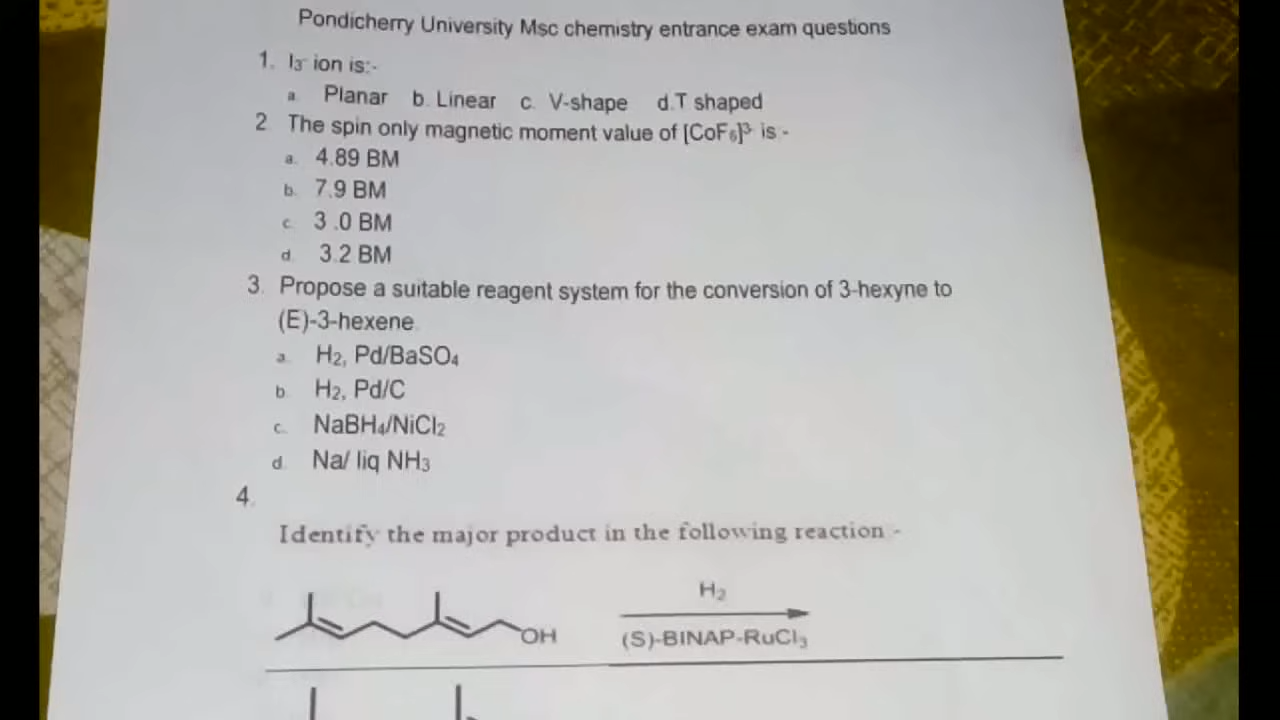 Pondicherry University Msc chemistry entrance exam questions
1. I3⁻ ion is:-
a. Planar b. Linear c. V-shape d.T shaped
2 The spin only magnetic moment value of [CoF6]³⁻ is -
a. 4.89 BM
b. 7.9 BM
c. 3 .0 BM
d. 3.2 BM
3. Propose a suitable reagent system for the conversion of 3-hexyne to
(E)-3-hexene.
a. H2, Pd/BaSO4
b. H2, Pd/C
c. NaBH4/NiCl2
d. Na/ liq NH3
4.
Identify the major product in the following reaction -
H2
OH
(S)-BINAP-RuCl3